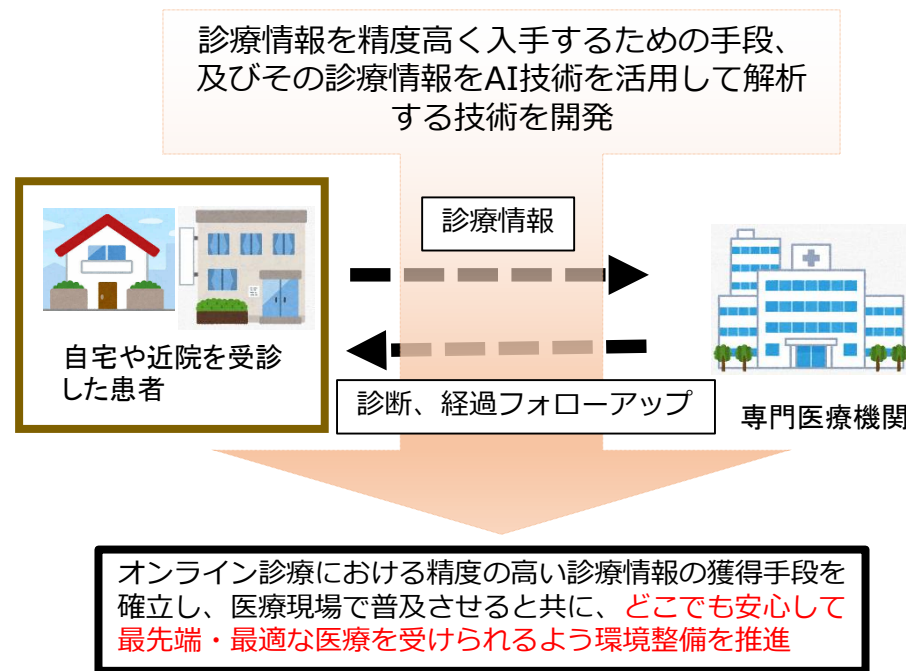 診療情報を精度高く入手するための手段、
及びその診療情報をAI技術を活用して解析
する技術を開発
診療情報
自宅や近院を受診
した患者
診断、経過フォローアップ
専門医療機関
オンライン診療における精度の高い診療情報の獲得手段を
確立し、医療現場で普及させると共に、どこでも安心して
最先端・最適な医療を受けられるよう環境整備を推進